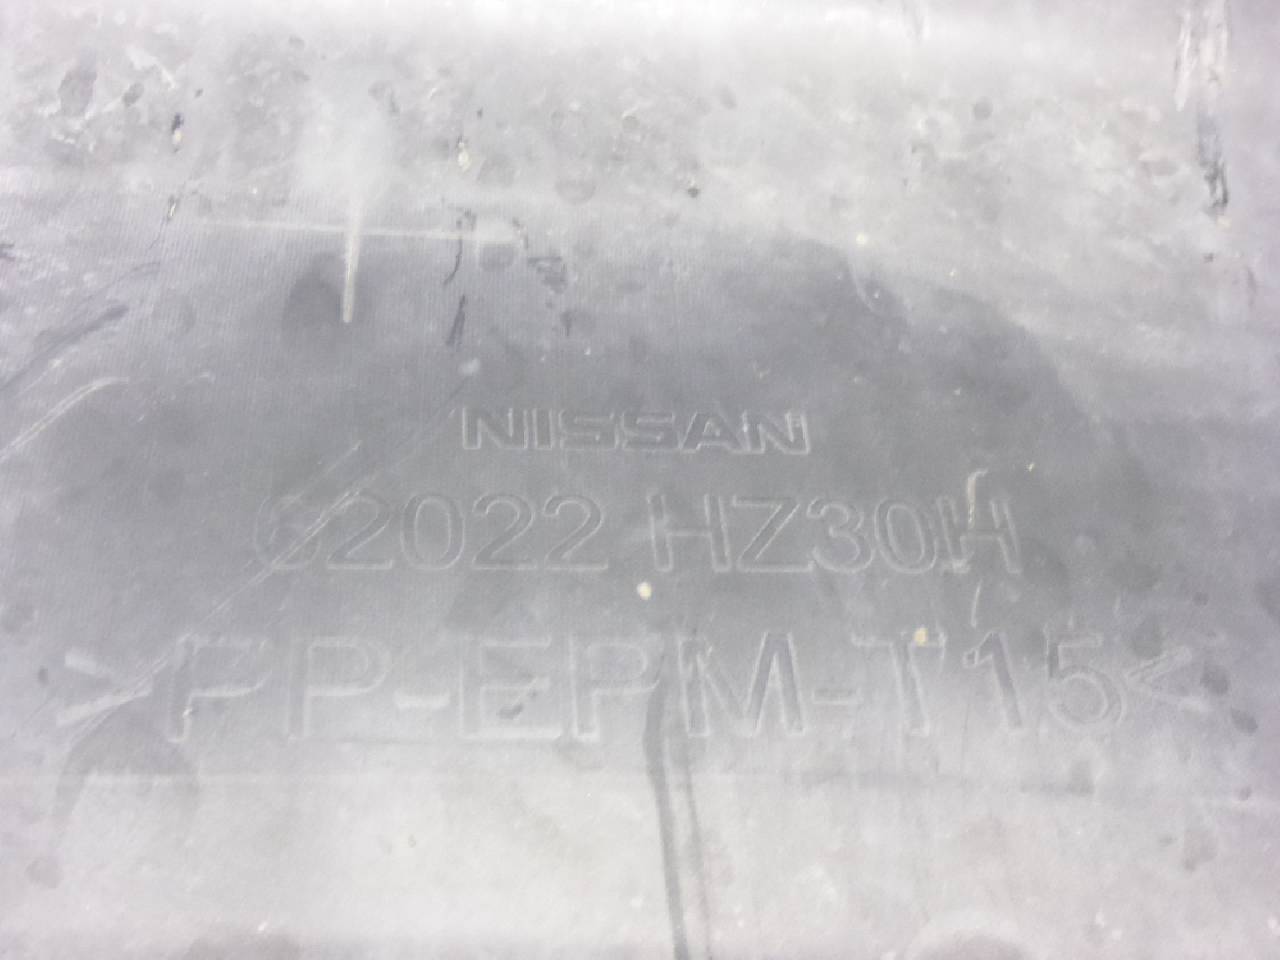 NISSAN
62022 HZ30H
>PP-EPM-T15<